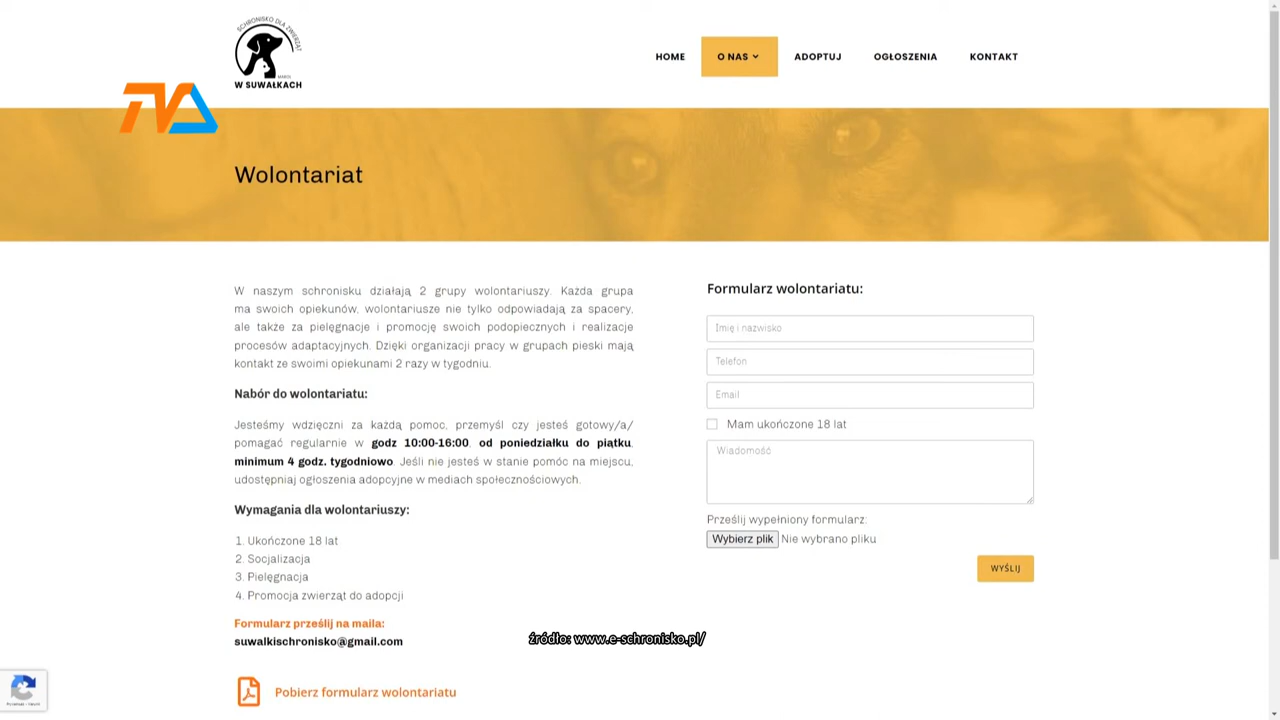 SCHRONISKO DLA ZWIERZĄT
W SUWAŁKACH
HOME
O NAS
ADOPTUJ
OGŁOSZENIA
KONTAKT
TVA
Wolontariat
W naszym schronisku działają 2 grupy wolontariuszy. Każda grupa
ma swoich opiekunów, wolontariusze nie tylko odpowiadają za spacery,
ale także za pielęgnacje i promocję swoich podopiecznych i realizacje
procesów adaptacyjnych. Dzięki organizacji pracy w grupach pieski mają
kontakt ze swoimi opiekunami 2 razy w tygodniu.
Nabór do wolontariatu:
Jesteśmy wdzięczni za każdą pomoc, przemyśl czy jesteś gotowy/a/
pomagać regularnie w godz 10:00-16:00, od poniedziałku do piątku,
minimum 4 godz. tygodniowo. Jeśli nie jesteś w stanie pomóc na miejscu,
udostępniaj ogłoszenia adopcyjne w mediach społecznościowych.
Wymagania dla wolontariuszy:
1. Ukończone 18 lat
2. Socjalizacja
3. Pielęgnacja
4. Promocja zwierząt do adopcji
Formularz prześlij na maila:
suwalkischronisko@gmail.com
Pobierz formularz wolontariatu
Formularz wolontariatu:
Imię i nazwisko
Telefon
Email
Mam ukończone 18 lat
Wiadomość
Prześlij wypełniony formularz:
Wybierz plik Nie wybrano pliku
WYŚLIJ
źródło: www.e-schronisko.pl/